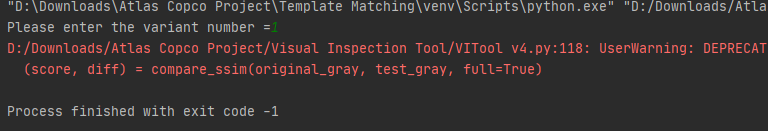 "D:\Downloads\Atlas Copco Project\Template Matching\venv\Scripts\python.exe" "D:/Downloads/Atla
Please enter the variant number =1
D:/Downloads/Atlas Copco Project/Visual Inspection Tool/VITool v4.py:118: UserWarning: DEPRECAT
(score, diff) = compare_ssim(original_gray, test_gray, full=True)
Process finished with exit code -1